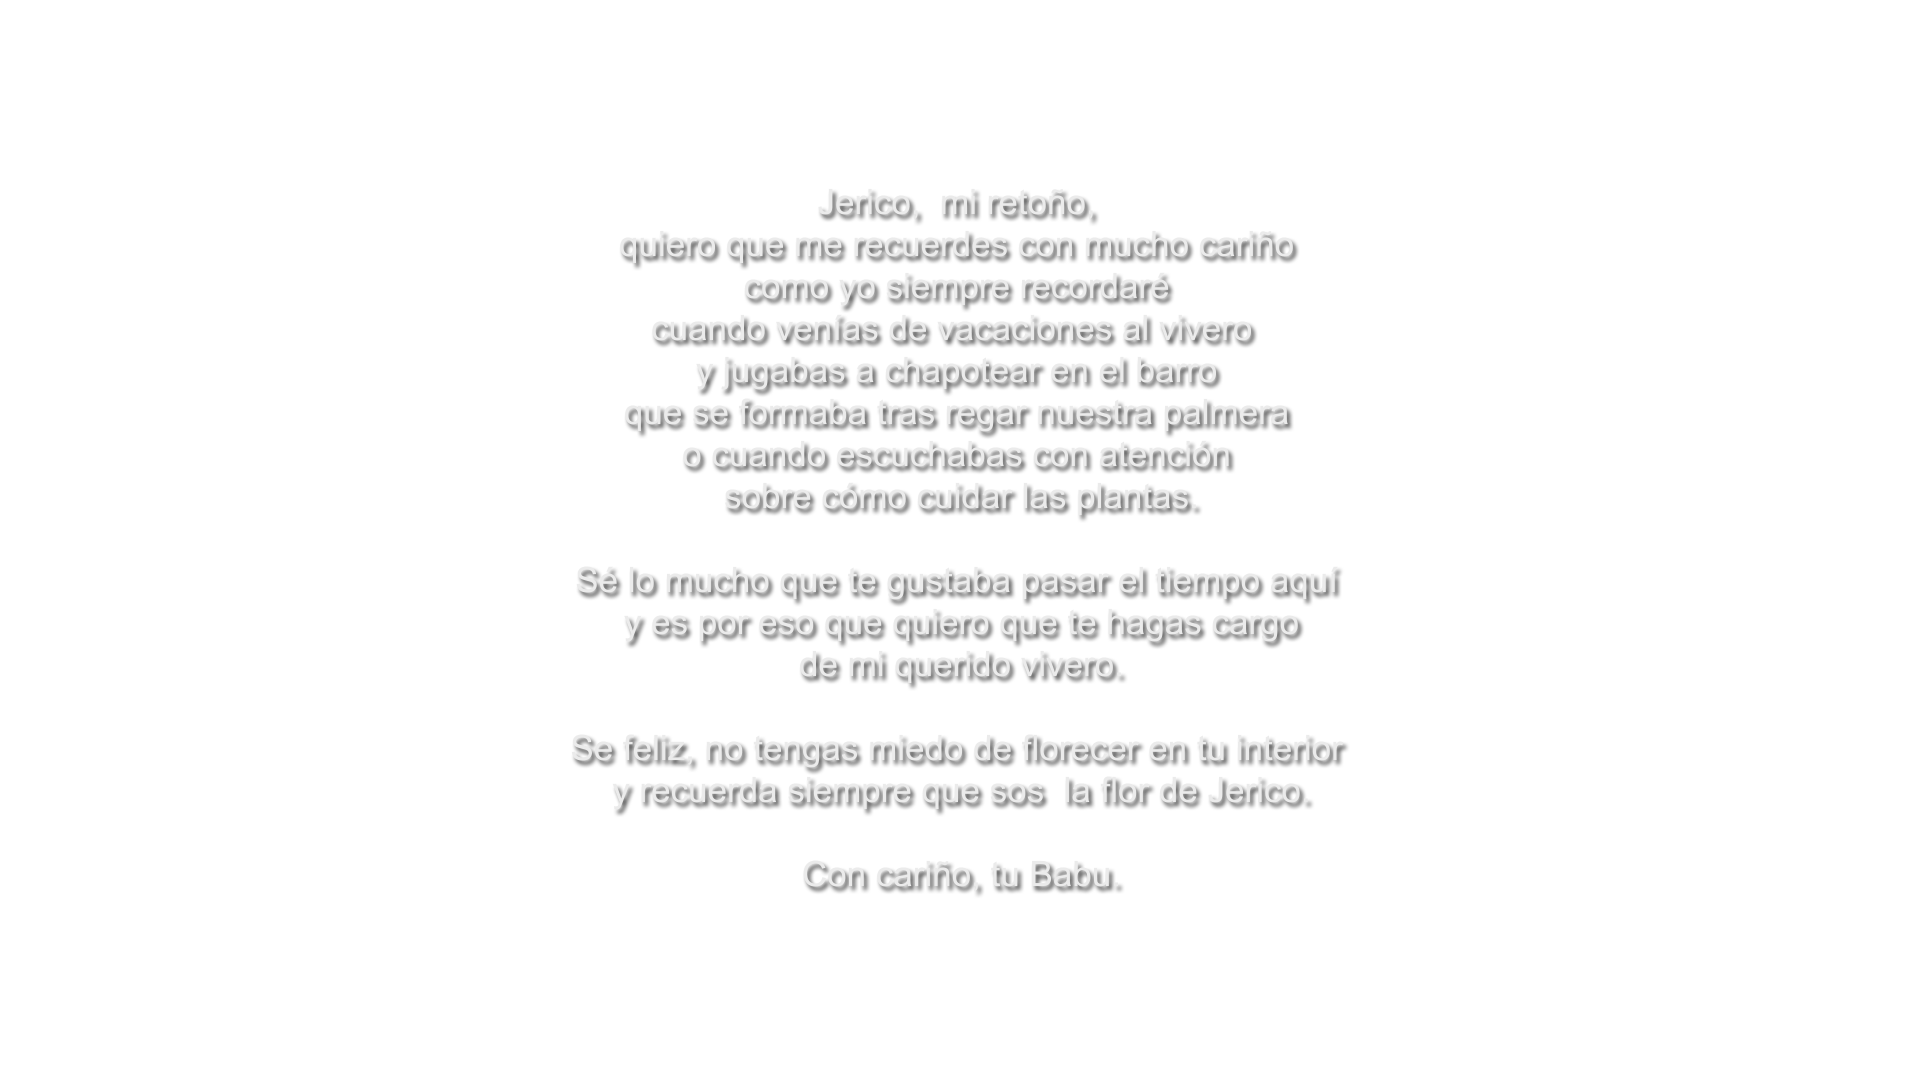 Jerico,  mi retoño,
quiero que me recuerdes con mucho cariño
como yo siempre recordaré
cuando venías de vacaciones al vivero
y jugabas a chapotear en el barro
que se formaba tras regar nuestra palmera
o cuando escuchabas con atención
sobre cómo cuidar las plantas.

Sé lo mucho que te gustaba pasar el tiempo aquí
y es por eso que quiero que te hagas cargo
de mi querido vivero.

Se feliz, no tengas miedo de florecer en tu interior
y recuerda siempre que sos  la flor de Jerico.

Con cariño, tu Babu.